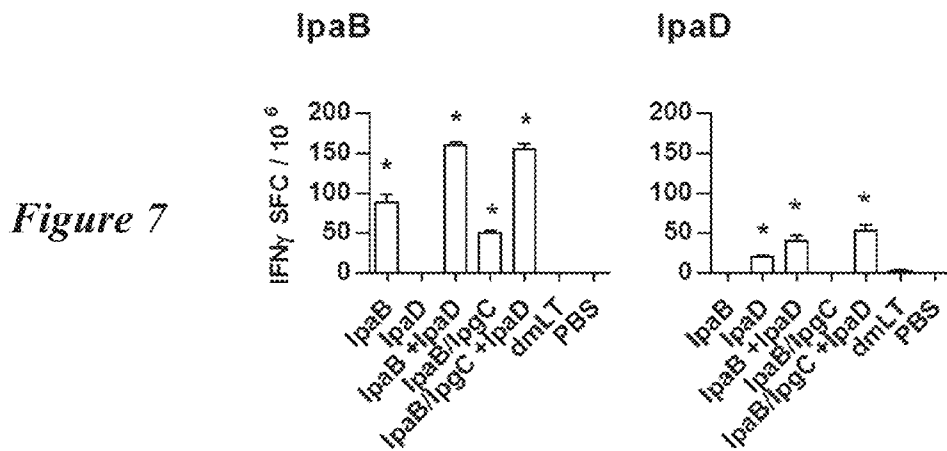 IpaB
IpaD
Figure 7
IFNγ SFC / 10⁶
200
150
100
50
0
*
*
*
*
IpaB
IpaD
IpaB +IpaD
IpaB/IpgC
IpaB/IpgC +IpaD
dmLT
PBS
200
150
100
50
0
*
*
*
IpaB
IpaD
IpaB +IpaD
IpaB/IpgC
IpaB/IpgC +IpaD
dmLT
PBS